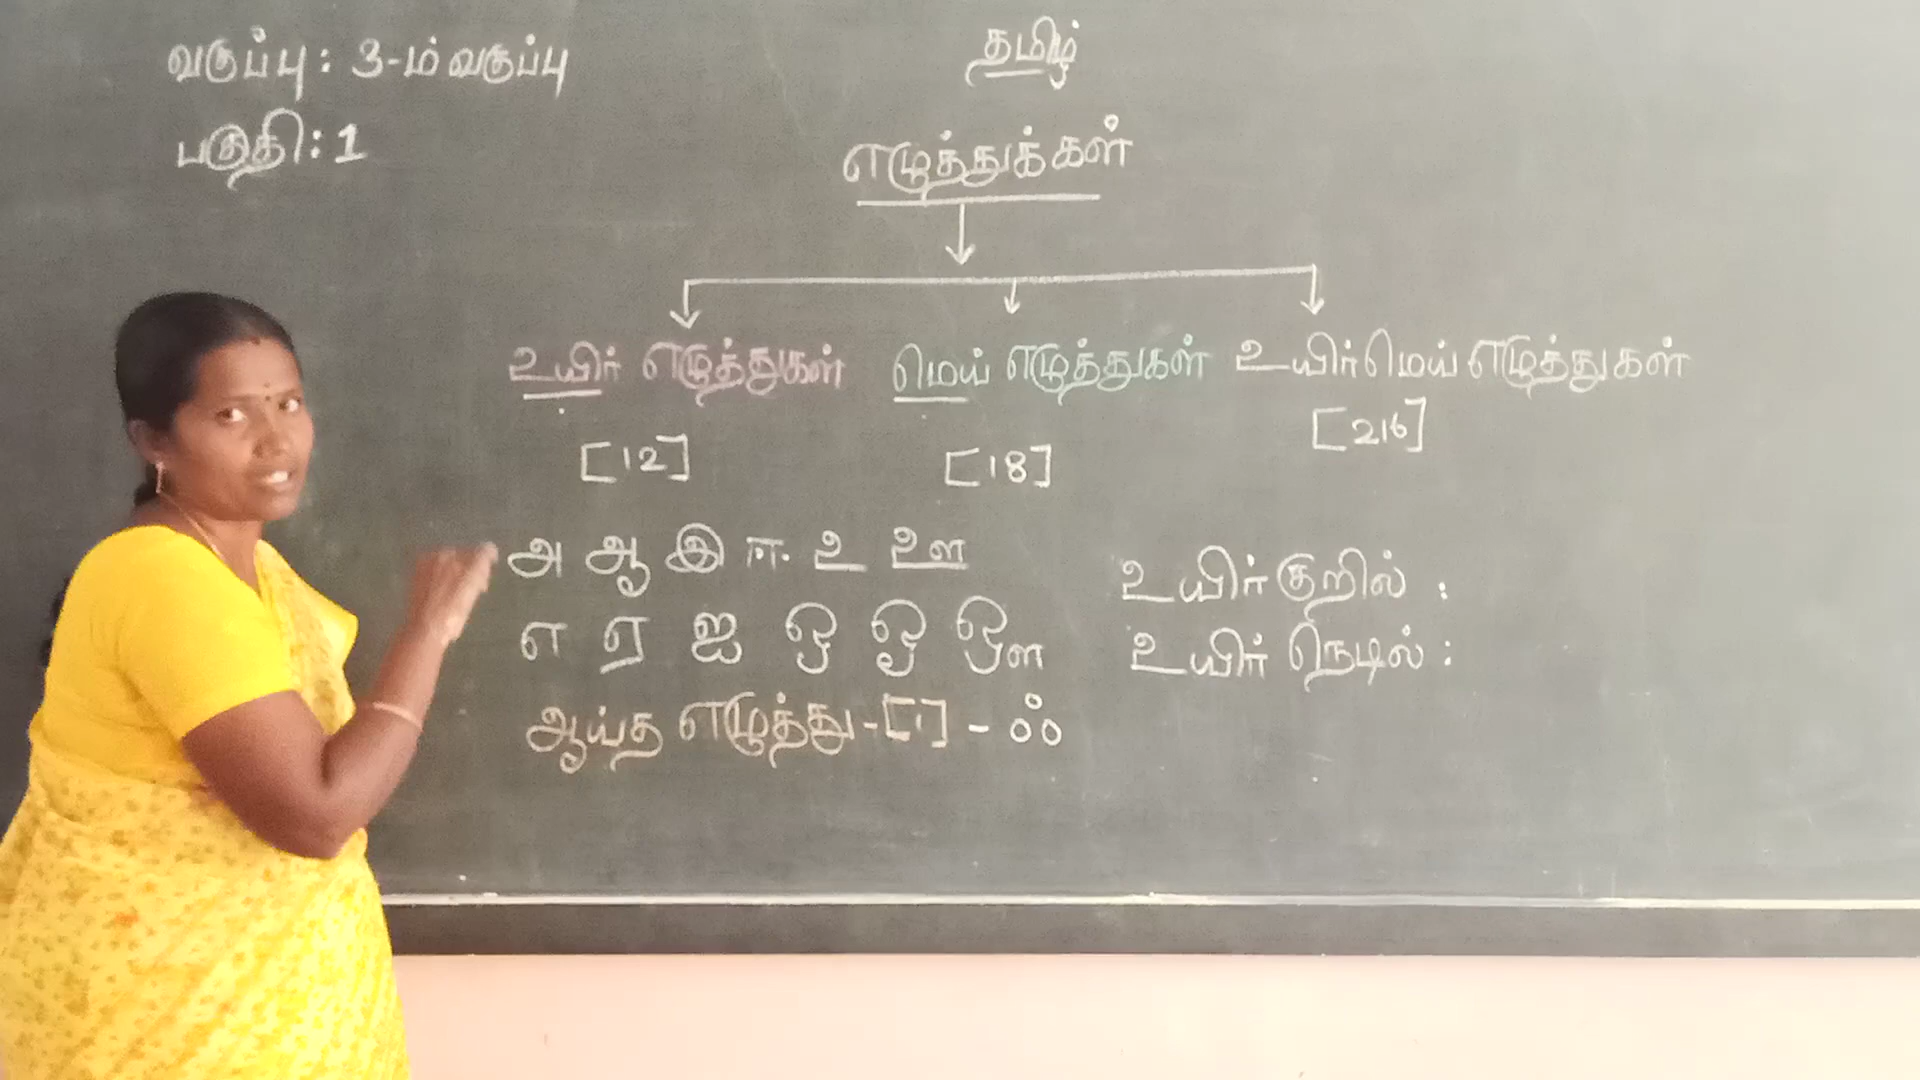 வகுப்பு : 3-ம் வகுப்பு
பகுதி : 1
தமிழ்
எழுத்துக்கள்
உயிர் எழுத்துகள் மெய் எழுத்துகள் உயிர்மெய் எழுத்துகள்
[12] [18] [216]
அ ஆ இ ஈ உ ஊ
எ ஏ ஐ ஒ ஓ ஔ
ஆய்த எழுத்து - [1] - ஃ
உயிர் குறில் :
உயிர் நெடில் :